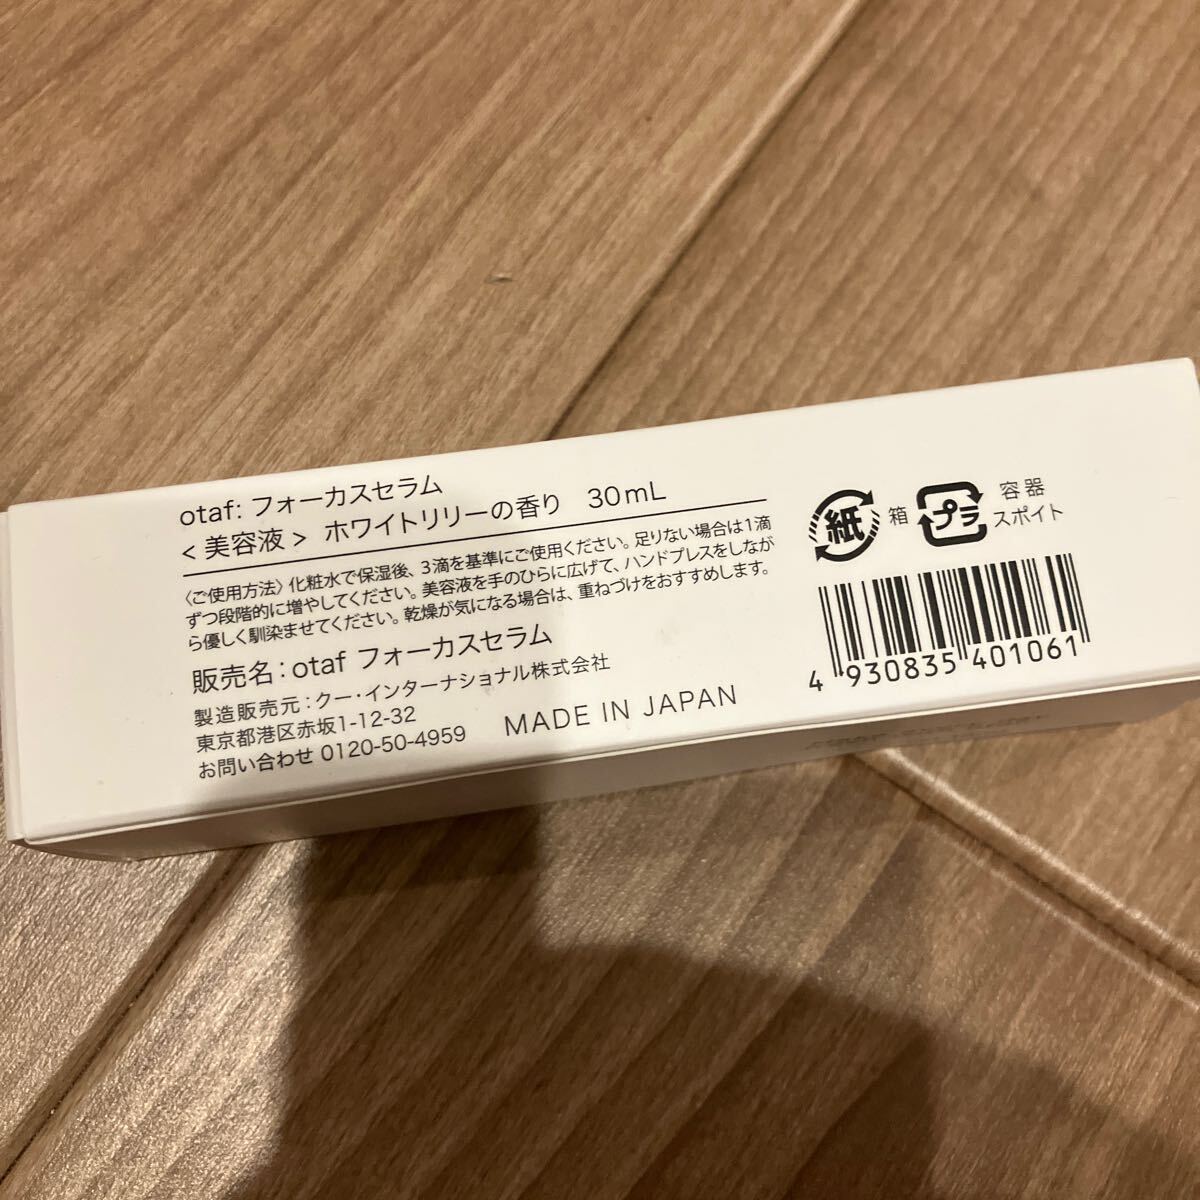 otaf: フォーカスセラム
< 美容液 > ホワイトリリーの香り 30mL
〈ご使用方法〉化粧水で保湿後、3滴を基準にご使用ください。足りない場合は1滴
ずつ段階的に増やしてください。美容液を手のひらに広げて、ハンドプレスをしなが
ら優しく馴染ませてください。乾燥が気になる場合は、重ねづけをおすすめします。
販売名：otaf フォーカスセラム
製造販売元：クー・インターナショナル株式会社
東京都港区赤坂1-12-32
お問い合わせ 0120-50-4959
MADE IN JAPAN
紙 箱 プラ 容器
スポイト
4 930835 401061